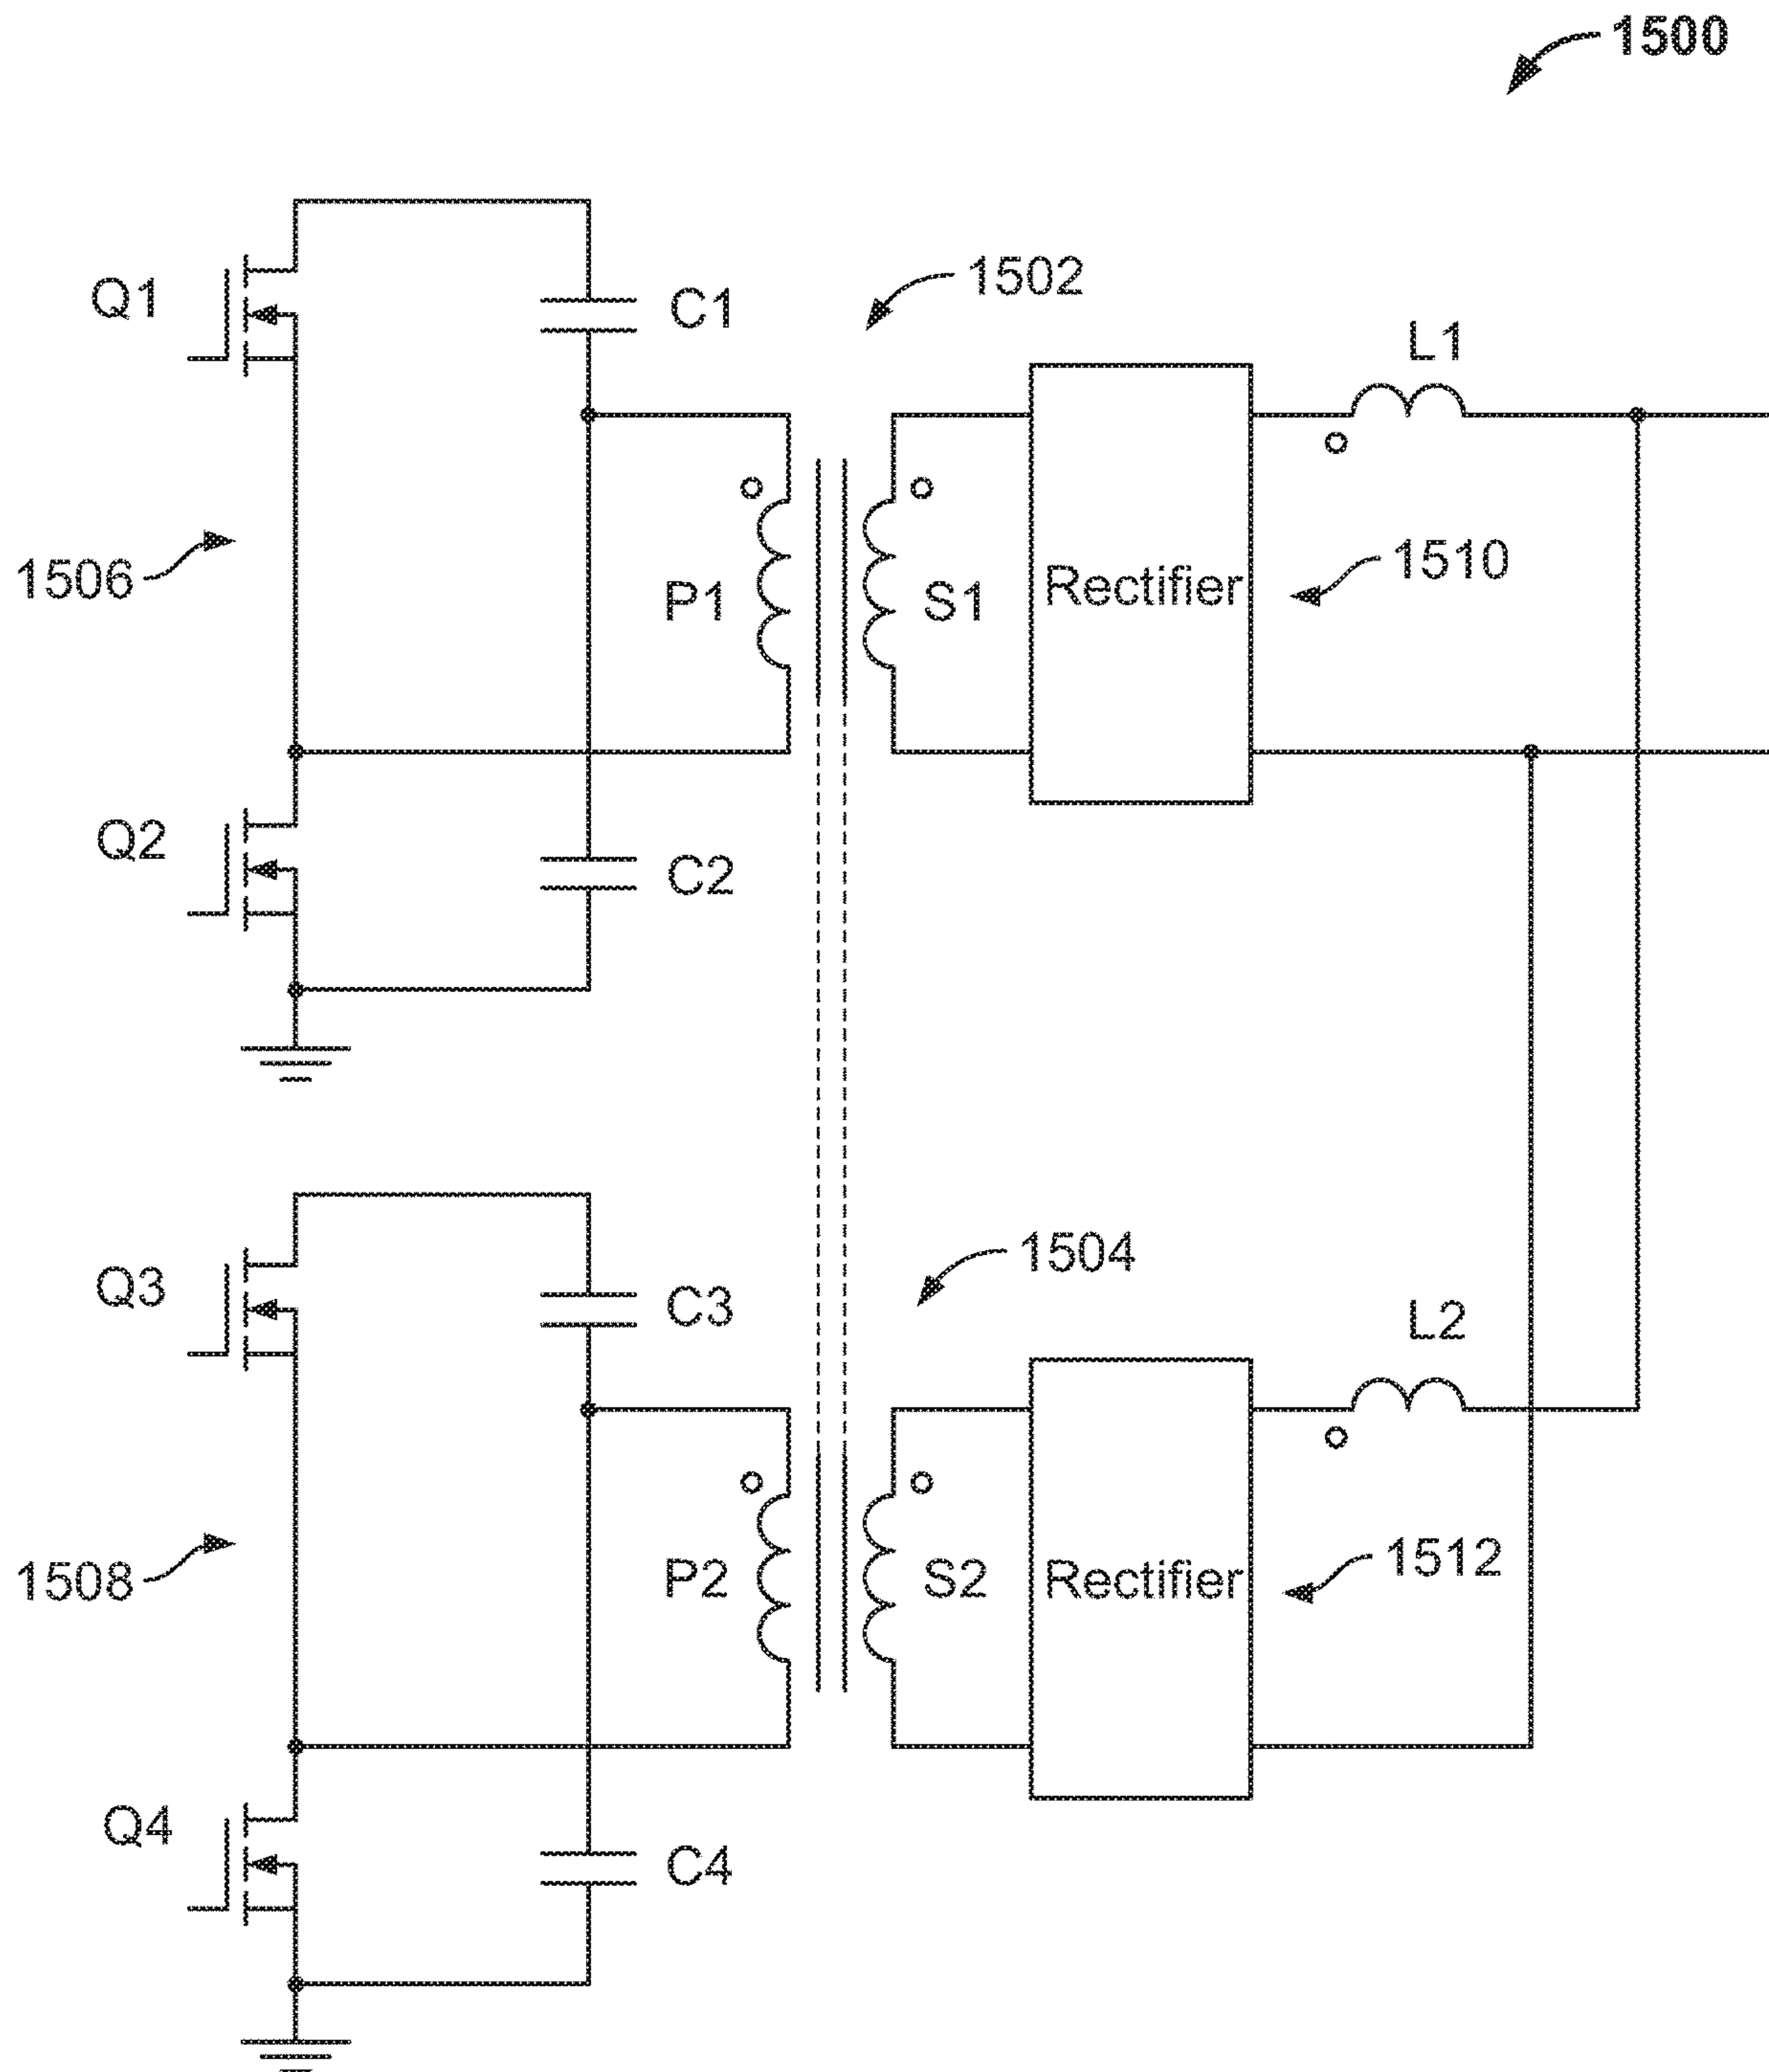 1500
1502
Q1
C1
L1
1506
P1
S1
Rectifier
1510
Q2
C2
1504
Q3
C3
L2
1508
P2
S2
Rectifier
1512
Q4
C4